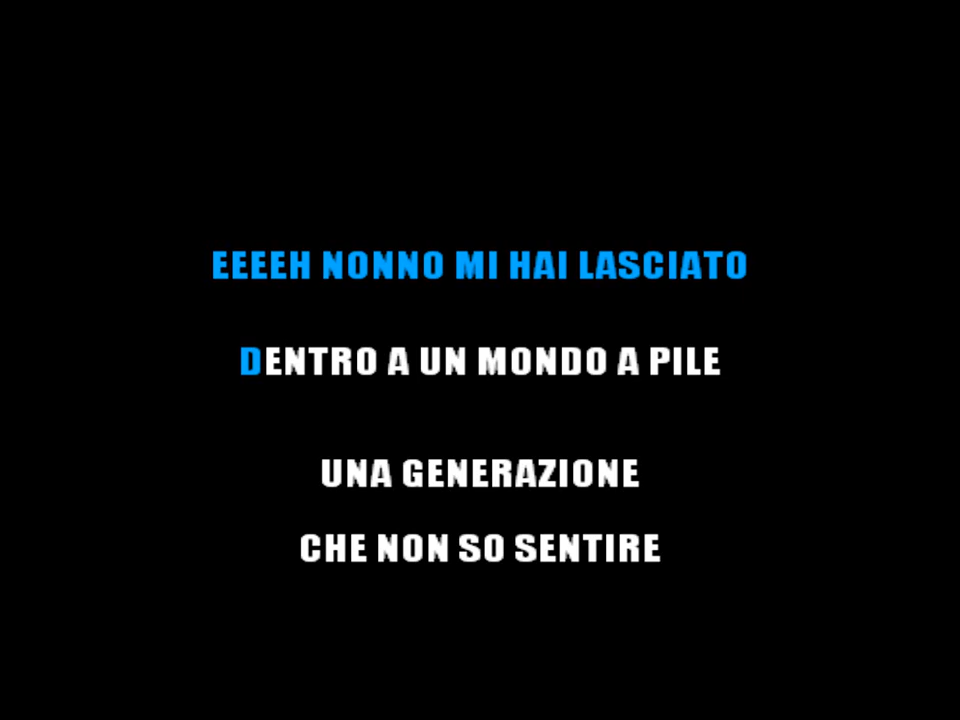 EEEEH NONNO MI HAI LASCIATO
DENTRO A UN MONDO A PILE
UNA GENERAZIONE
CHE NON SO SENTIRE